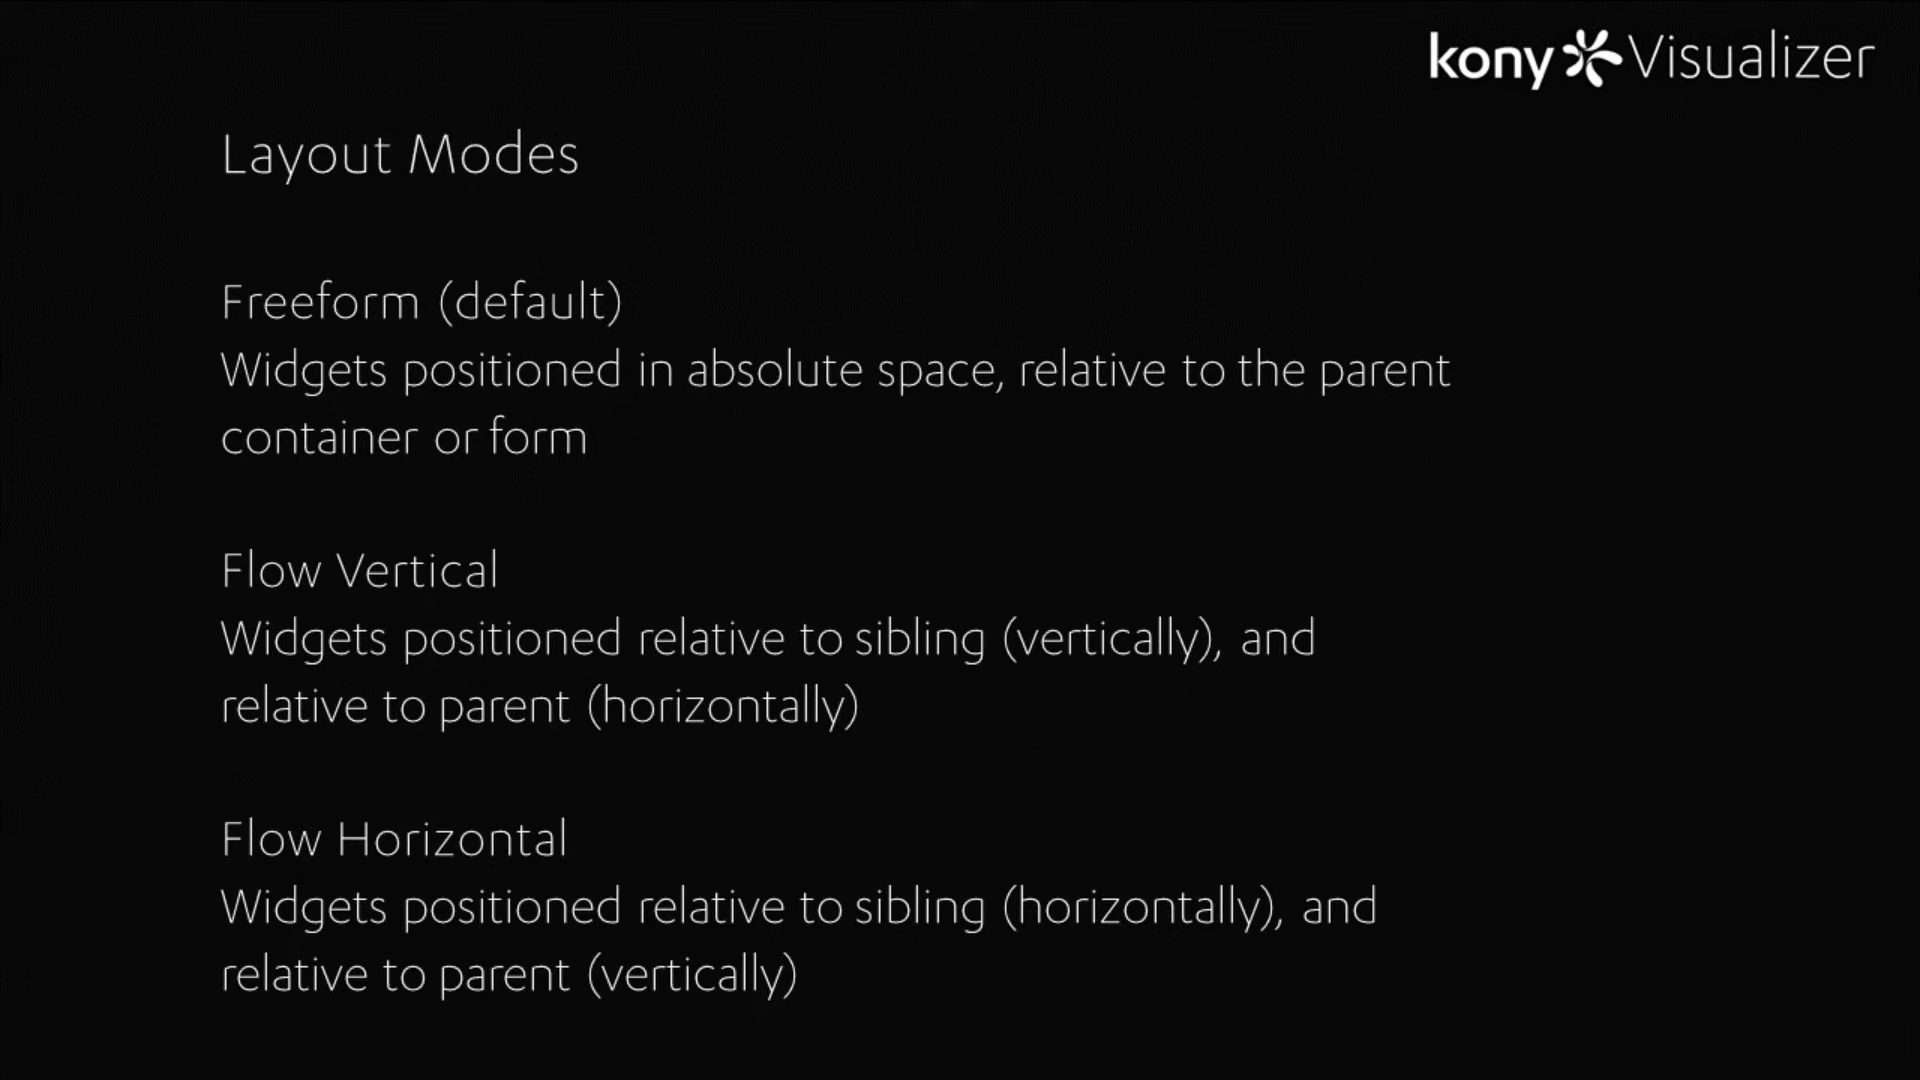 kony Visualizer
Layout Modes
Freeform (default)
Widgets positioned in absolute space, relative to the parent
container or form
Flow Vertical
Widgets positioned relative to sibling (vertically), and
relative to parent (horizontally)
Flow Horizontal
Widgets positioned relative to sibling (horizontally), and
relative to parent (vertically)